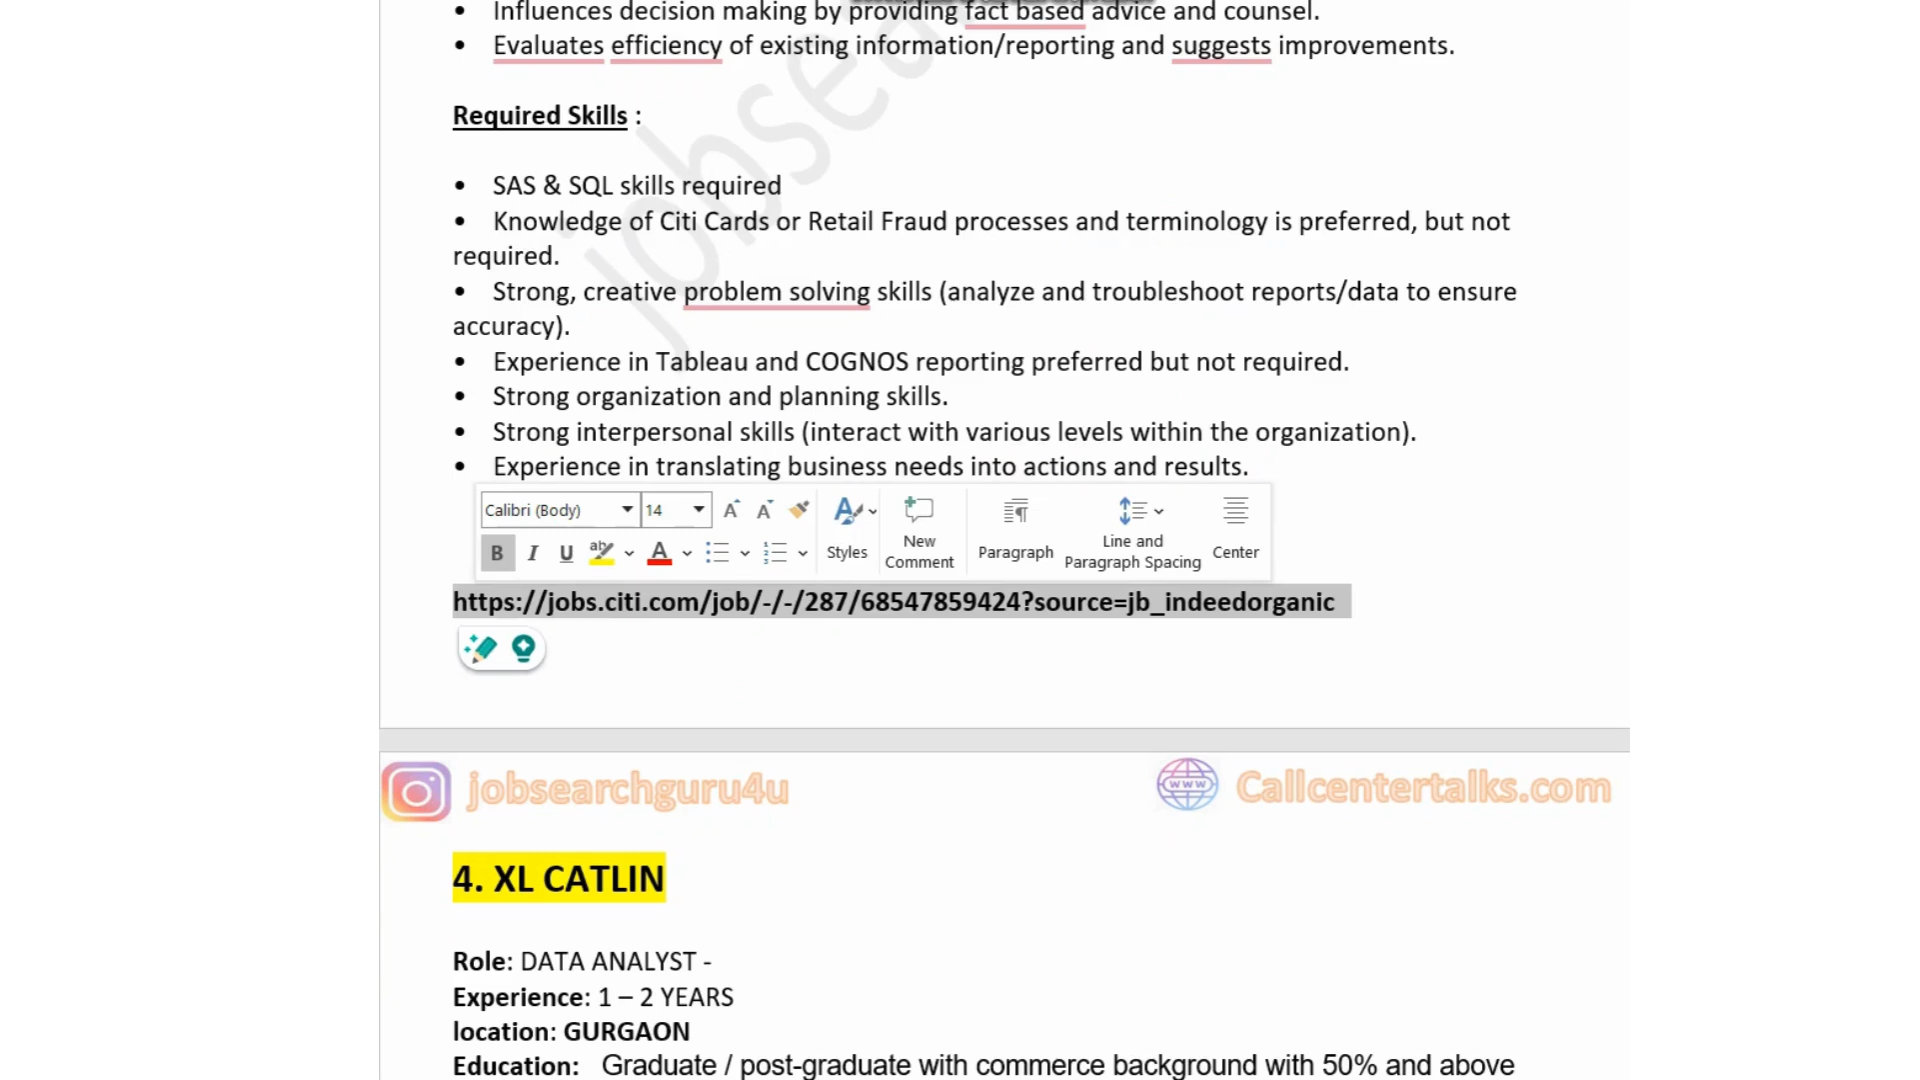 • Influences decision making by providing fact based advice and counsel.
• Evaluates efficiency of existing information/reporting and suggests improvements.
Required Skills :
• SAS & SQL skills required
• Knowledge of Citi Cards or Retail Fraud processes and terminology is preferred, but not
required.
• Strong, creative problem solving skills (analyze and troubleshoot reports/data to ensure
accuracy).
• Experience in Tableau and COGNOS reporting preferred but not required.
• Strong organization and planning skills.
• Strong interpersonal skills (interact with various levels within the organization).
• Experience in translating business needs into actions and results.
Calibri (Body) 14
B I U Styles New Comment Paragraph Line and Paragraph Spacing Center
https://jobs.citi.com/job/-/-/287/68547859424?source=jb_indeedorganic
jobsearchguru4u www Callcentertalks.com
4. XL CATLIN
Role: DATA ANALYST -
Experience: 1 – 2 YEARS
location: GURGAON
Education: Graduate / post-graduate with commerce background with 50% and above